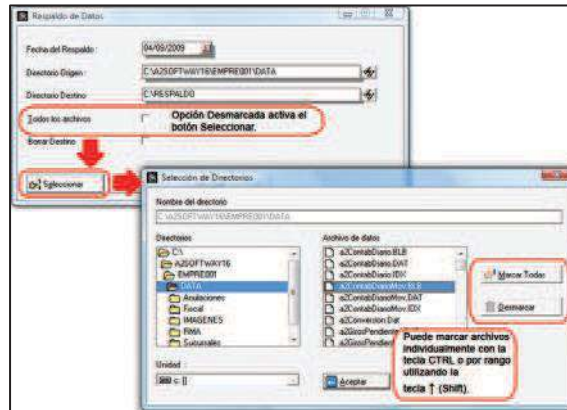 Respaldo de Datos
Fecha del Respaldo :
04/09/2009
Directorio Origen :
C:\A2SOFTWAY16\EMPRE001\DATA
Directorio Destino
C:\RESPALDO
Todos los archivos
Opción Desmarcada activa el
botón Seleccionar.
Borrar Destino
Seleccionar
Selección de Directorios
Nombre del directorio
C:\A2SOFTWAY16\EMPRE001\DATA
Directorios
Archivo de datos
C:\
A2SOFTWAY16
EMPRE001
DATA
Anulaciones
Fiscal
IMAGENES
RMA
Sucursales
a2ContabDiario.BLB
a2ContabDiario.DAT
a2ContabDiario.IDX
a2ContabDiarioMov.BLB
a2ContabDiarioMov.DAT
a2ContabDiarioMov.IDX
a2Conversion.Dat
Marcar Todas
Desmarcar
Puede marcar archivos
individualmente con la
tecla CTRL o por rango
utilizando la
tecla ↑ (Shift).
Unidad :
c: []
Aceptar